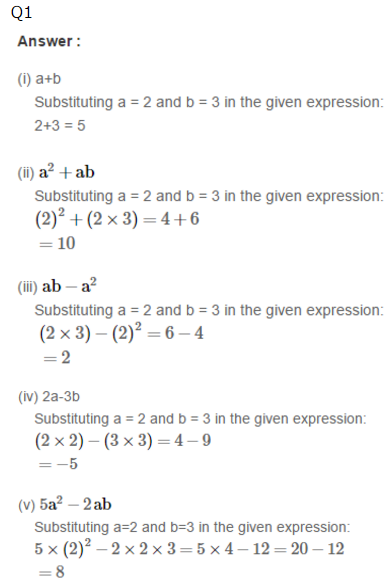 Q1
Answer :
(i) a+b
Substituting a = 2 and b = 3 in the given expression:
2+3 = 5
(ii) a² + ab
Substituting a = 2 and b = 3 in the given expression:
(2)² + (2 × 3) = 4 + 6
= 10
(iii) ab − a²
Substituting a = 2 and b = 3 in the given expression:
(2 × 3) − (2)² = 6 − 4
= 2
(iv) 2a-3b
Substituting a = 2 and b = 3 in the given expression:
(2 × 2) − (3 × 3) = 4 − 9
= −5
(v) 5a² − 2ab
Substituting a=2 and b=3 in the given expression:
5 × (2)² − 2 × 2 × 3 = 5 × 4 − 12 = 20 − 12
= 8